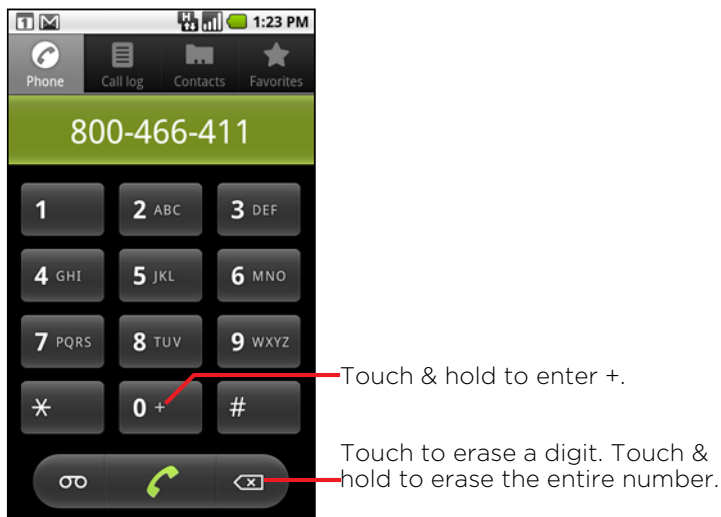 1 H 1:23 PM
Phone Call log Contacts Favorites
800-466-411
1 2 ABC 3 DEF
4 GHI 5 JKL 6 MNO
7 PQRS 8 TUV 9 WXYZ
* 0 + #
Touch & hold to enter +.
Touch to erase a digit. Touch &
hold to erase the entire number.